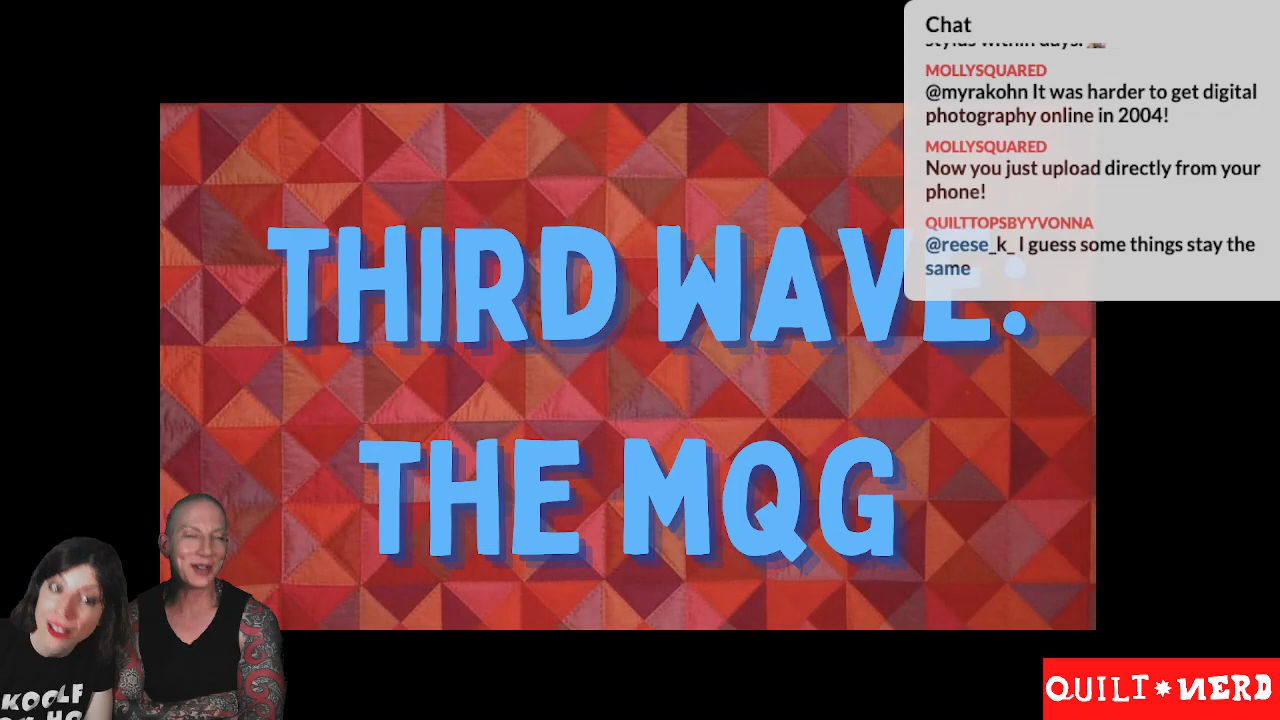 Chat
MOLLYSQUARED
@myrakohn It was harder to get digital
photography online in 2004!
MOLLYSQUARED
Now you just upload directly from your
phone!
QUILTTOPSBYYVONNA
@reese_k_ I guess some things stay the
same
THIRD WAVE:
THE MQG
QUILT*NERD